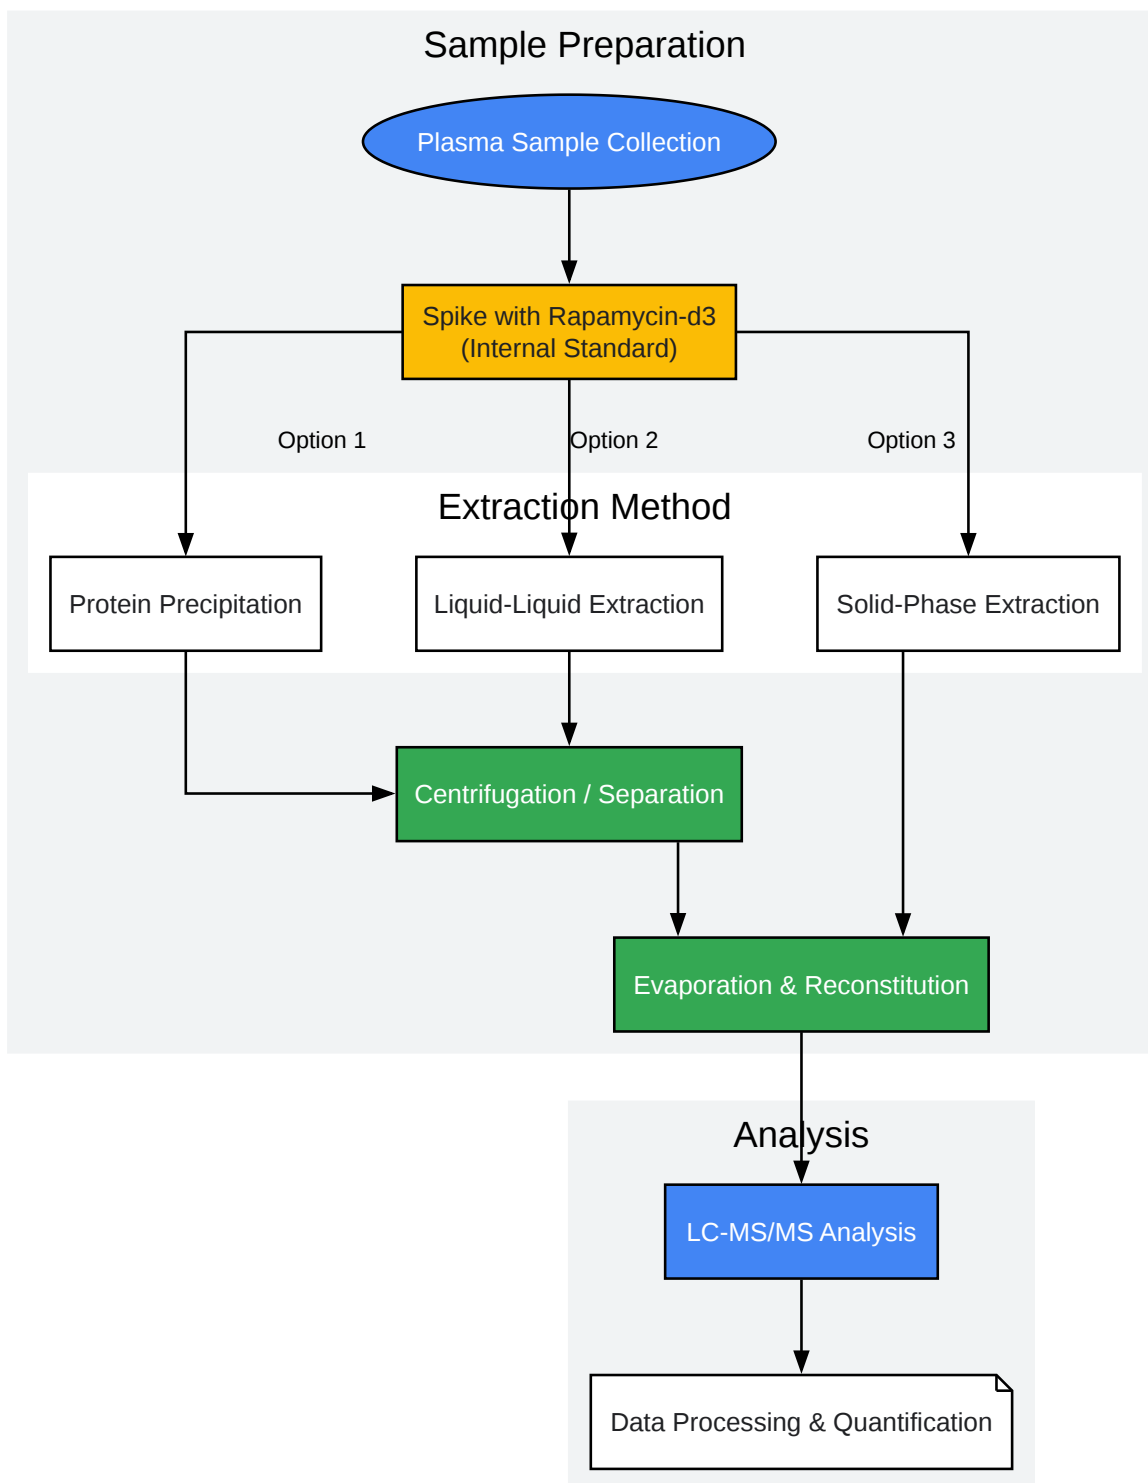 Sample Preparation
Plasma Sample Collection
Spike with Rapamycin-d3
(Internal Standard)
Option 1
Option 2
Option 3
Extraction Method
Protein Precipitation
Liquid-Liquid Extraction
Solid-Phase Extraction
Centrifugation / Separation
Evaporation & Reconstitution
Analysis
LC-MS/MS Analysis
Data Processing & Quantification